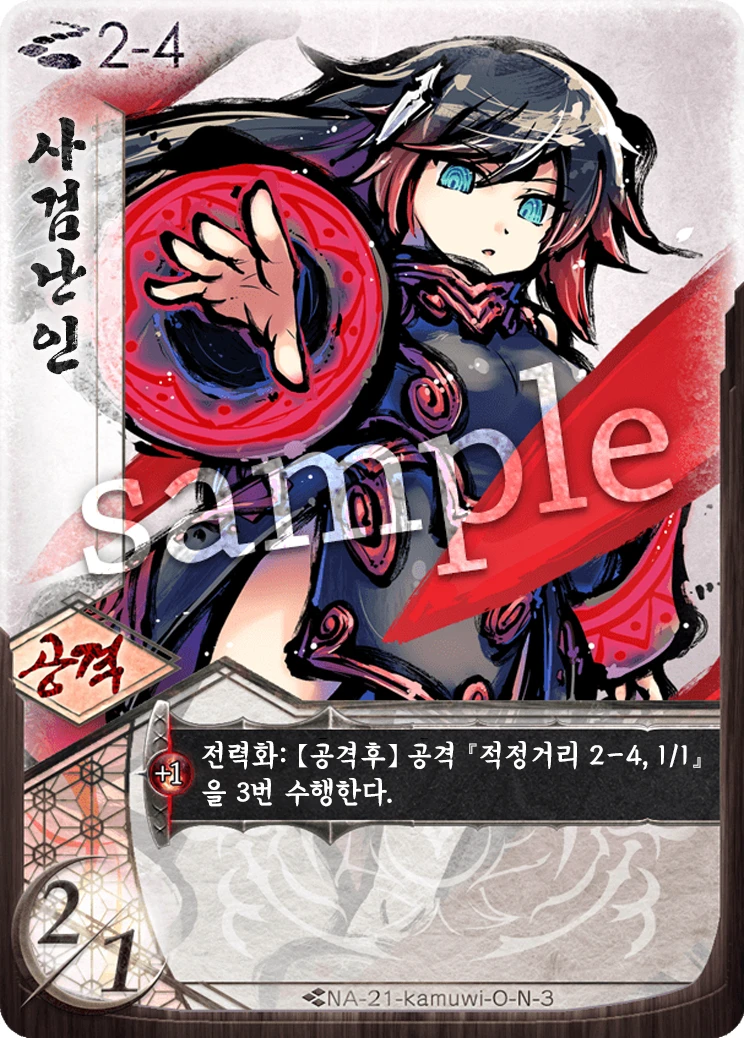 2-4
사검난인
공격
+1
전력화:【공격후】공격『적정거리 2-4, 1/1』
을 3번 수행한다.
2/1
sample
NA-21-kamuwi-O-N-3